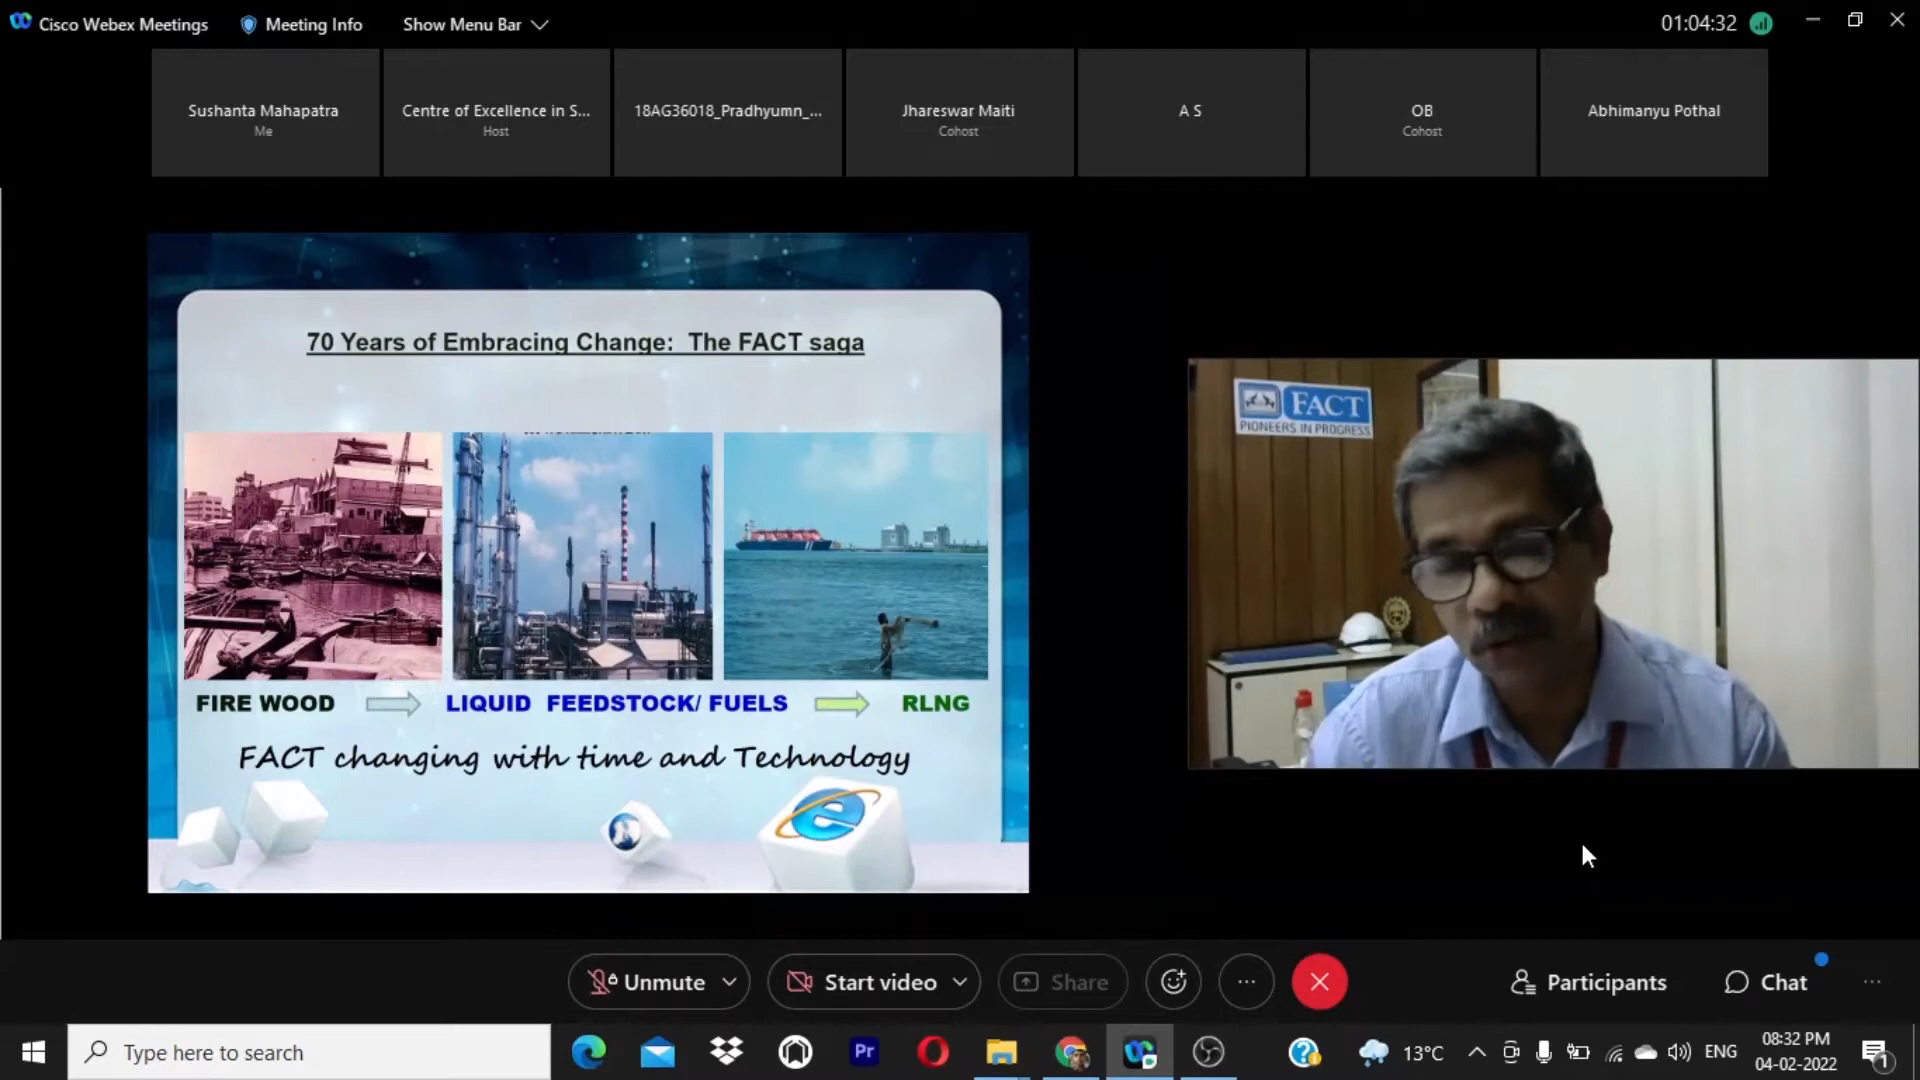 Cisco Webex Meetings
Meeting Info
Show Menu Bar
01:04:32
Sushanta Mahapatra
Me
Centre of Excellence in S...
Host
18AG36018_Pradhyumn_...
Jhareswar Maiti
Cohost
A S
OB
Cohost
Abhimanyu Pothal
70 Years of Embracing Change: The FACT saga
FIRE WOOD
LIQUID FEEDSTOCK/ FUELS
RLNG
FACT changing with time and Technology
FACT
PIONEERS IN PROGRESS
Unmute
Start video
Share
Participants
Chat
Type here to search
Pr
13°C
ENG
08:32 PM
04-02-2022
1